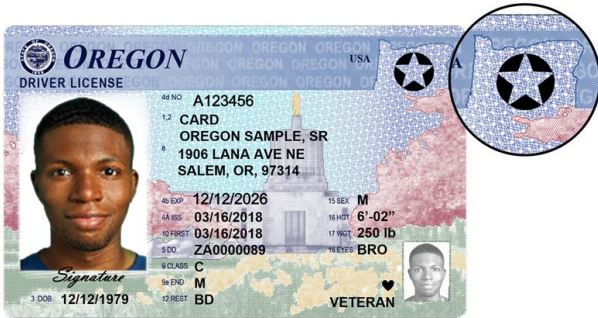 OREGON
USA
DRIVER LICENSE
4d NO A123456
1,2 CARD
OREGON SAMPLE, SR
8 1906 LANA AVE NE
SALEM, OR, 97314
4b EXP 12/12/2026 15 SEX M
4A ISS 03/16/2018 16 HGT 6'-02"
10 FIRST 03/16/2018 17 WGT 250 lb
5 DD ZA0000089 18 EYES BRO
9 CLASS C
9a END M
12 REST BD
Signature
3 DOB 12/12/1979
VETERAN